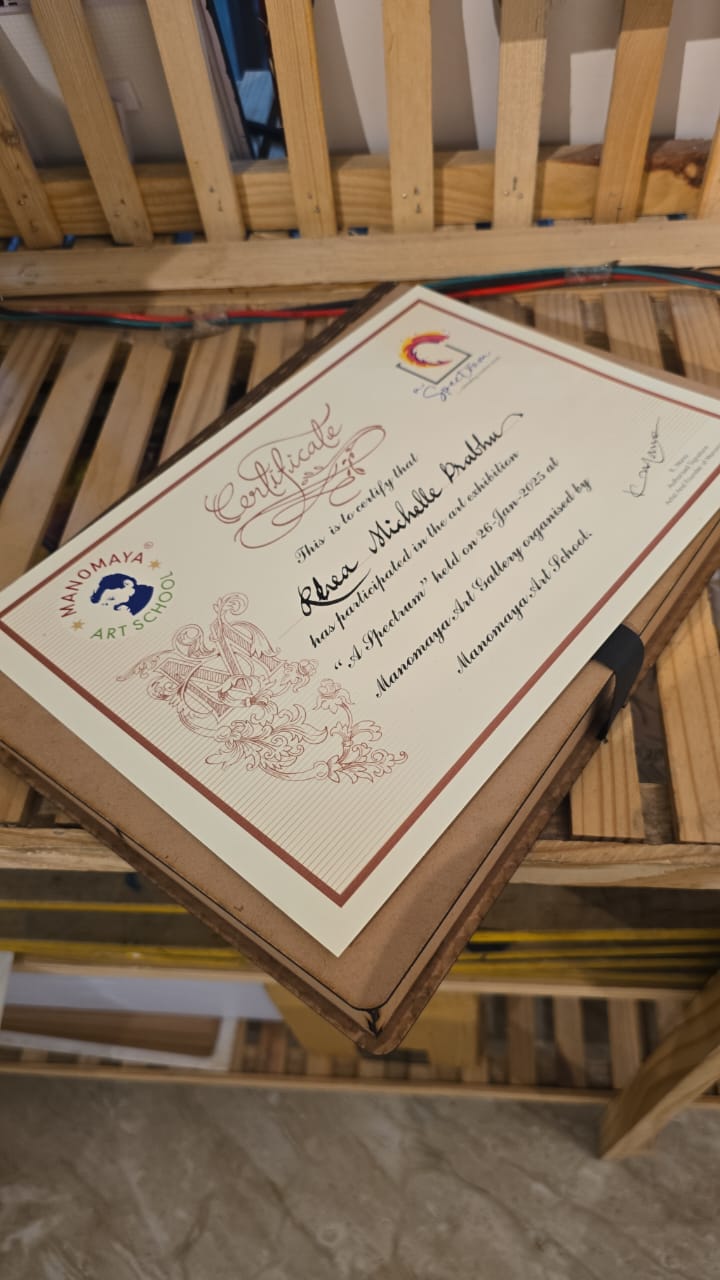 Certificate
a
Spectrum
This is to certify that
Rhea Michelle Prabhu
has participated in the art exhibition
"A Spectrum" held on 26-Jan-2025 at
Manomaya Art Gallery organised by
Manomaya Art School.
MANOMAYA
ART SCHOOL